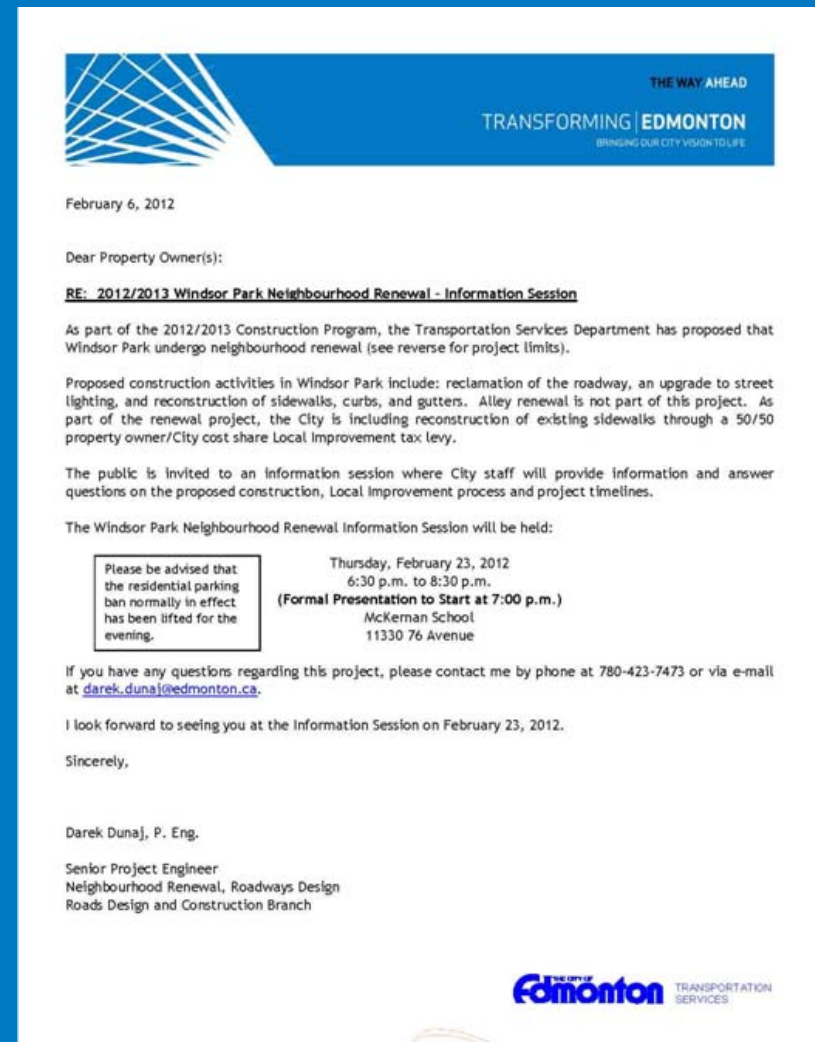 THE WAY AHEAD
TRANSFORMING | EDMONTON
BRINGING OUR CITY VISION TO LIFE
February 6, 2012
Dear Property Owner(s):
RE: 2012/2013 Windsor Park Neighbourhood Renewal - Information Session
As part of the 2012/2013 Construction Program, the Transportation Services Department has proposed that
Windsor Park undergo neighbourhood renewal (see reverse for project limits).
Proposed construction activities in Windsor Park include: reclamation of the roadway, an upgrade to street
lighting, and reconstruction of sidewalks, curbs, and gutters. Alley renewal is not part of this project. As
part of the renewal project, the City is including reconstruction of existing sidewalks through a 50/50
property owner/City cost share Local Improvement tax levy.
The public is invited to an information session where City staff will provide information and answer
questions on the proposed construction, Local Improvement process and project timelines.
The Windsor Park Neighbourhood Renewal Information Session will be held:
Please be advised that
the residential parking
ban normally in effect
has been lifted for the
evening.
Thursday, February 23, 2012
6:30 p.m. to 8:30 p.m.
(Formal Presentation to Start at 7:00 p.m.)
McKernan School
11330 76 Avenue
If you have any questions regarding this project, please contact me by phone at 780-423-7473 or via e-mail
at darek.dunaj@edmonton.ca.
I look forward to seeing you at the Information Session on February 23, 2012.
Sincerely,
Darek Dunaj, P. Eng.
Senior Project Engineer
Neighbourhood Renewal, Roadways Design
Roads Design and Construction Branch
THE CITY OF
Edmonton
TRANSPORTATION
SERVICES